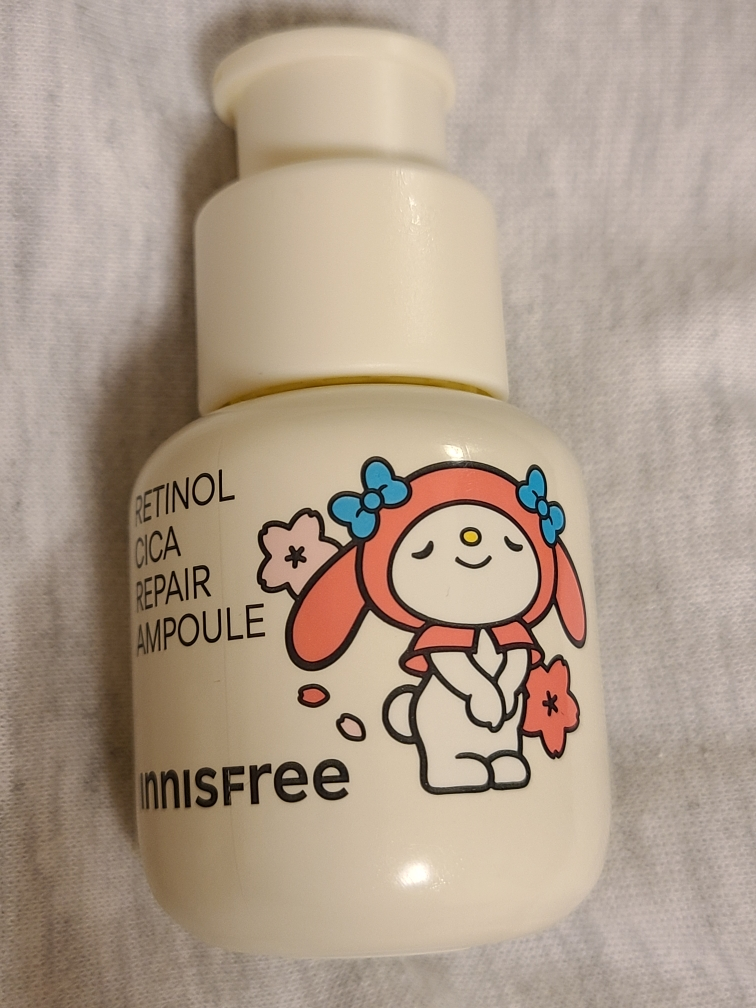 RETINOL
CICA
REPAIR
AMPOULE
INNISFree